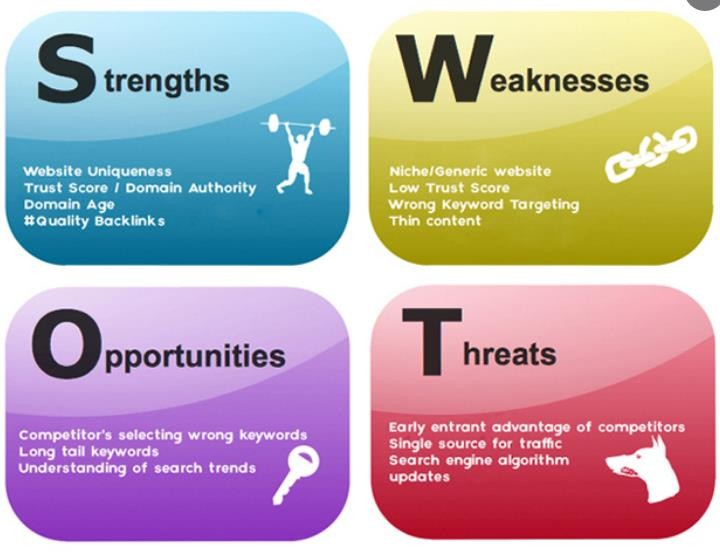 Strengths
Website Uniqueness
Trust Score / Domain Authority
Domain Age
#Quality Backlinks
Weaknesses
Niche/Generic website
Low Trust Score
Wrong Keyword Targeting
Thin content
Opportunities
Competitor's selecting wrong keywords
Long tail keywords
Understanding of search trends
Threats
Early entrant advantage of competitors
Single source for traffic
Search engine algorithm
updates